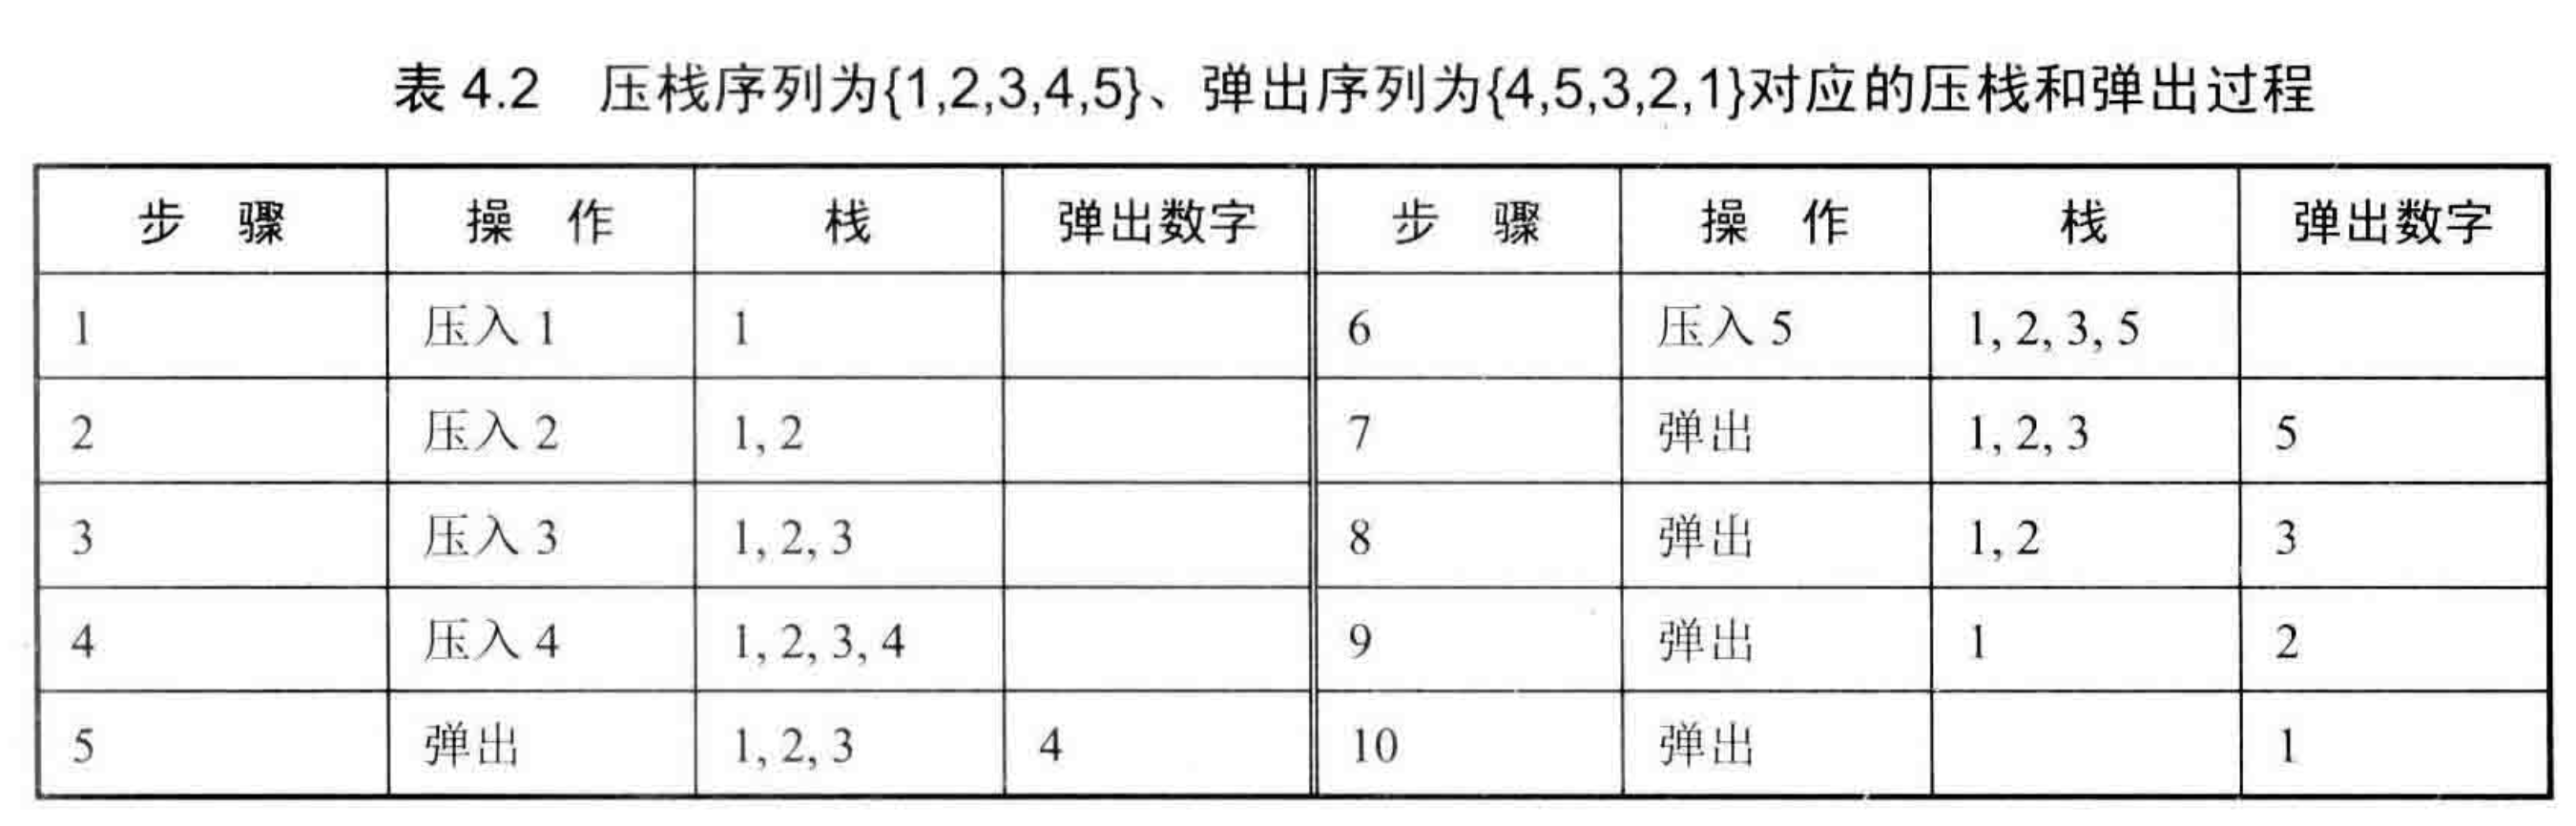 表 4.2 压栈序列为{1,2,3,4,5}、弹出序列为{4,5,3,2,1}对应的压栈和弹出过程
步 骤 操 作 栈 弹出数字 步 骤 操 作 栈 弹出数字
1 压入 1 1 6 压入 5 1, 2, 3, 5
2 压入 2 1, 2 7 弹出 1, 2, 3 5
3 压入 3 1, 2, 3 8 弹出 1, 2 3
4 压入 4 1, 2, 3, 4 9 弹出 1 2
5 弹出 1, 2, 3 4 10 弹出 1